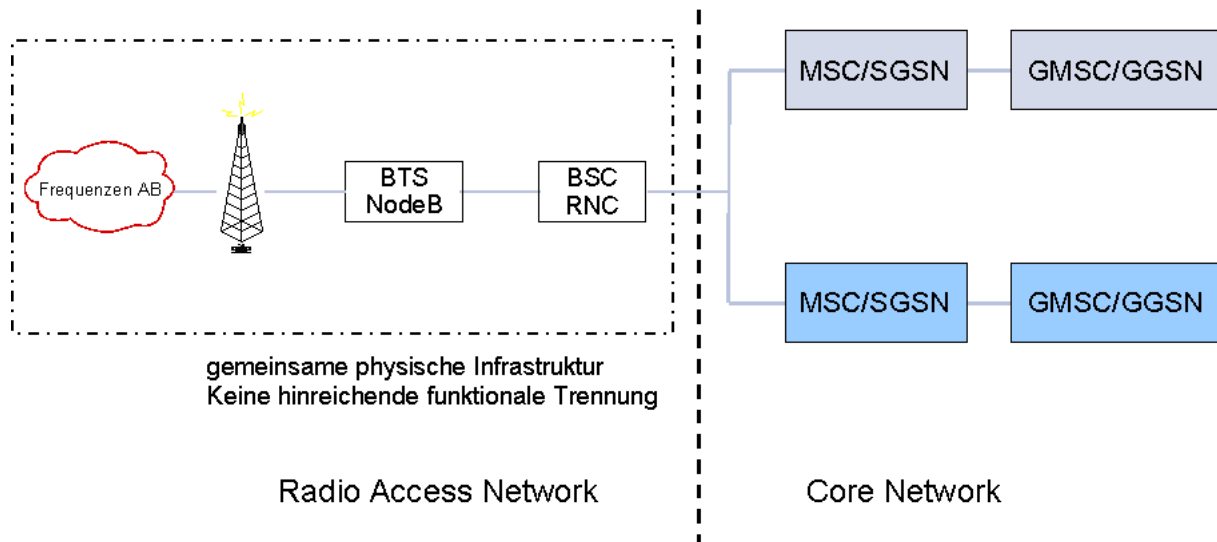 MSC/SGSN
GMSC/GGSN
Frequenzen AB
BTS
NodeB
BSC
RNC
MSC/SGSN
GMSC/GGSN
gemeinsame physische Infrastruktur
Keine hinreichende funktionale Trennung
Radio Access Network
Core Network